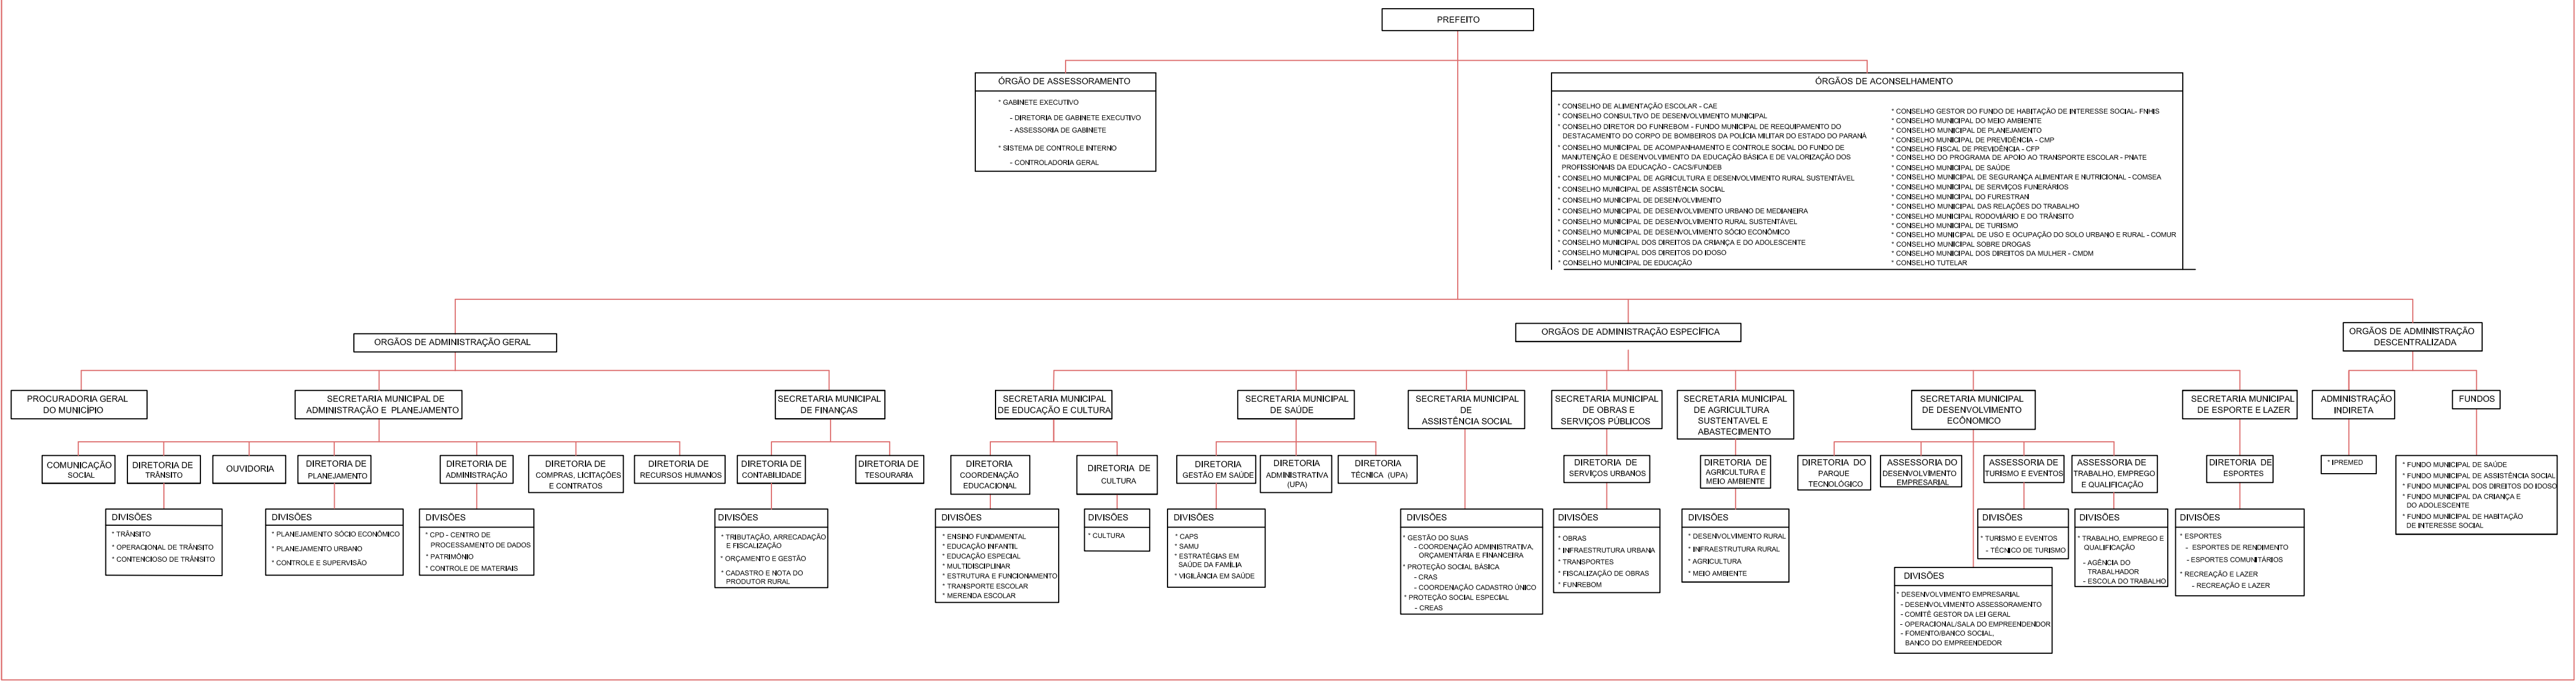 PREFEITO
ÓRGÃO DE ASSESSORAMENTO
* GABINETE EXECUTIVO
- DIRETORIA DE GABINETE EXECUTIVO
- ASSESSORIA DE GABINETE
* SISTEMA DE CONTROLE INTERNO
- CONTROLADORIA GERAL
ÓRGÃOS DE ACONSELHAMENTO
* CONSELHO DE ALIMENTAÇÃO ESCOLAR - CAE
* CONSELHO CONSULTIVO DE DESENVOLVIMENTO MUNICIPAL
* CONSELHO DIRETOR DO FUNREBOM - FUNDO MUNICIPAL DE REEQUIPAMENTO DO
DESTACAMENTO DO CORPO DE BOMBEIROS DA POLÍCIA MILITAR DO ESTADO DO PARANÁ
* CONSELHO MUNICIPAL DE ACOMPANHAMENTO E CONTROLE SOCIAL DO FUNDO DE
MANUTENÇÃO E DESENVOLVIMENTO DA EDUCAÇÃO BÁSICA E DE VALORIZAÇÃO DOS
PROFISSIONAIS DA EDUCAÇÃO - CACS/FUNDEB
* CONSELHO MUNICIPAL DE AGRICULTURA E DESENVOLVIMENTO RURAL SUSTENTÁVEL
* CONSELHO MUNICIPAL DE ASSISTÊNCIA SOCIAL
* CONSELHO MUNICIPAL DE DESENVOLVIMENTO
* CONSELHO MUNICIPAL DE DESENVOLVIMENTO URBANO DE MEDIANEIRA
* CONSELHO MUNICIPAL DE DESENVOLVIMENTO RURAL SUSTENTÁVEL
* CONSELHO MUNICIPAL DE DESENVOLVIMENTO SÓCIO ECONÔMICO
* CONSELHO MUNICIPAL DOS DIREITOS DA CRIANÇA E DO ADOLESCENTE
* CONSELHO MUNICIPAL DOS DIREITOS DO IDOSO
* CONSELHO MUNICIPAL DE EDUCAÇÃO
* CONSELHO GESTOR DO FUNDO DE HABITAÇÃO DE INTERESSE SOCIAL- FNHIS
* CONSELHO MUNICIPAL DO MEIO AMBIENTE
* CONSELHO MUNICIPAL DE PLANEJAMENTO
* CONSELHO MUNICIPAL DE PREVIDÊNCIA - CMP
* CONSELHO FISCAL DE PREVIDÊNCIA - CFP
* CONSELHO DO PROGRAMA DE APOIO AO TRANSPORTE ESCOLAR - PNATE
* CONSELHO MUNICIPAL DE SAÚDE
* CONSELHO MUNICIPAL DE SEGURANÇA ALIMENTAR E NUTRICIONAL - COMSEA
* CONSELHO MUNICIPAL DE SERVIÇOS FUNERÁRIOS
* CONSELHO MUNICIPAL DO FURESTRAN
* CONSELHO MUNICIPAL DAS RELAÇÕES DO TRABALHO
* CONSELHO MUNICIPAL RODOVIÁRIO E DO TRÂNSITO
* CONSELHO MUNICIPAL DE TURISMO
* CONSELHO MUNICIPAL DE USO E OCUPAÇÃO DO SOLO URBANO E RURAL - COMUR
* CONSELHO MUNICIPAL SOBRE DROGAS
* CONSELHO MUNICIPAL DOS DIREITOS DA MULHER - CMDM
* CONSELHO TUTELAR
ORGÃOS DE ADMINISTRAÇÃO GERAL
ORGÃOS DE ADMINISTRAÇÃO ESPECÍFICA
ORGÃOS DE ADMINISTRAÇÃO
DESCENTRALIZADA
PROCURADORIA GERAL
DO MUNICÍPIO
SECRETARIA MUNICIPAL DE
ADMINISTRAÇÃO E PLANEJAMENTO
SECRETARIA MUNICIPAL
DE FINANÇAS
SECRETARIA MUNICIPAL
DE EDUCAÇÃO E CULTURA
SECRETARIA MUNICIPAL
DE SAÚDE
SECRETARIA MUNICIPAL
DE
ASSISTÊNCIA SOCIAL
SECRETARIA MUNICIPAL
DE OBRAS E
SERVIÇOS PÚBLICOS
SECRETARIA MUNICIPAL
DE AGRICULTURA
SUSTENTAVEL E
ABASTECIMENTO
SECRETARIA MUNICIPAL
DE DESENVOLVIMENTO
ECÔNOMICO
SECRETARIA MUNICIPAL
DE ESPORTE E LAZER
ADMINISTRAÇÃO
INDIRETA
FUNDOS
COMUNICAÇÃO
SOCIAL
DIRETORIA DE
TRÂNSITO
OUVIDORIA
DIRETORIA DE
PLANEJAMENTO
DIRETORIA DE
ADMINISTRAÇÃO
DIRETORIA DE
COMPRAS, LICITAÇÕES
E CONTRATOS
DIRETORIA DE
RECURSOS HUMANOS
DIRETORIA DE
CONTABILIDADE
DIRETORIA DE
TESOURARIA
DIRETORIA
COORDENAÇÃO
EDUCACIONAL
DIRETORIA DE
CULTURA
DIRETORIA
GESTÃO EM SAÚDE
DIRETORIA
ADMINISTRATIVA
(UPA)
DIRETORIA
TÉCNICA (UPA)
DIRETORIA DE
SERVIÇOS URBANOS
DIRETORIA DE
AGRICULTURA E
MEIO AMBIENTE
DIRETORIA DO
PARQUE
TECNOLÓGICO
ASSESSORIA DO
DESENVOLVIMENTO
EMPRESARIAL
ASSESSORIA DE
TURISMO E EVENTOS
ASSESSORIA DE
TRABALHO, EMPREGO
E QUALIFICAÇÃO
DIRETORIA DE
ESPORTES
* IPREMED
* FUNDO MUNICIPAL DE SAÚDE
* FUNDO MUNICIPAL DE ASSISTÊNCIA SOCIAL
* FUNDO MUNICIPAL DOS DIREITOS DO IDOSO
* FUNDO MUNICIPAL DA CRIANÇA E
DO ADOLESCENTE
* FUNDO MUNICIPAL DE HABITAÇÃO
DE INTERESSE SOCIAL
DIVISÕES
* TRÂNSITO
* OPERACIONAL DE TRÂNSITO
* CONTENCIOSO DE TRÂNSITO
DIVISÕES
* PLANEJAMENTO SÓCIO ECONÔMICO
* PLANEJAMENTO URBANO
* CONTROLE E SUPERVISÃO
DIVISÕES
* CPD - CENTRO DE
PROCESSAMENTO DE DADOS
* PATRIMÔNIO
* CONTROLE DE MATERIAIS
DIVISÕES
* TRIBUTAÇÃO, ARRECADAÇÃO
E FISCALIZAÇÃO
* ORÇAMENTO E GESTÃO
* CADASTRO E NOTA DO
PRODUTOR RURAL
DIVISÕES
* ENSINO FUNDAMENTAL
* EDUCAÇÃO INFANTIL
* EDUCAÇÃO ESPECIAL
* MULTIDISCIPLINAR
* ESTRUTURA E FUNCIONAMENTO
* TRANSPORTE ESCOLAR
* MERENDA ESCOLAR
DIVISÕES
* CULTURA
DIVISÕES
* CAPS
* SAMU
* ESTRATÉGIAS EM
SAÚDE DA FAMÍLIA
* VIGILÂNCIA EM SAÚDE
DIVISÕES
* GESTÃO DO SUAS
- COORDENAÇÃO ADMINISTRATIVA,
ORÇAMENTÁRIA E FINANCEIRA
* PROTEÇÃO SOCIAL BÁSICA
- CRAS
- COORDENAÇÃO CADASTRO ÚNICO
* PROTEÇÃO SOCIAL ESPECIAL
- CREAS
DIVISÕES
* OBRAS
* INFRAESTRUTURA URBANA
* TRANSPORTES
* FISCALIZAÇÃO DE OBRAS
* FUNREBOM
DIVISÕES
* DESENVOLVIMENTO RURAL
* INFRAESTRUTURA RURAL
* AGRICULTURA
* MEIO AMBIENTE
DIVISÕES
* DESENVOLVIMENTO EMPRESARIAL
- DESENVOLVIMENTO ASSESSORAMENTO
- COMITÊ GESTOR DA LEI GERAL
- OPERACIONAL/SALA DO EMPREENDENDOR
- FOMENTO/BANCO SOCIAL,
BANCO DO EMPREENDEDOR
DIVISÕES
* TURISMO E EVENTOS
- TÉCNICO DE TURISMO
DIVISÕES
* TRABALHO, EMPREGO E
QUALIFICAÇÃO
- AGÊNCIA DO
TRABALHADOR
- ESCOLA DO TRABALHO
DIVISÕES
* ESPORTES
- ESPORTES DE RENDIMENTO
- ESPORTES COMUNITÁRIOS
* RECREAÇÃO E LAZER
- RECREAÇÃO E LAZER